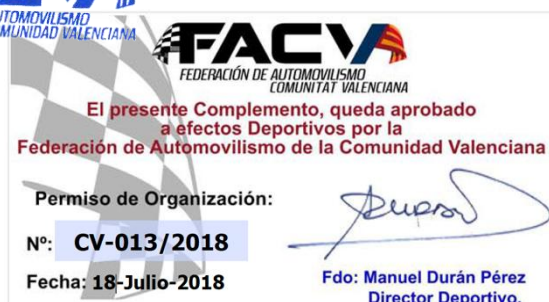 AUTOMOVILISMO
COMUNIDAD VALENCIANA
FACV
FEDERACIÓN DE AUTOMOVILISMO
COMUNITAT VALENCIANA
El presente Complemento, queda aprobado
a efectos Deportivos por la
Federación de Automovilismo de la Comunidad Valenciana
Permiso de Organización:
Nº: CV-013/2018
Fecha: 18-Julio-2018
Fdo: Manuel Durán Pérez
Director Deportivo.